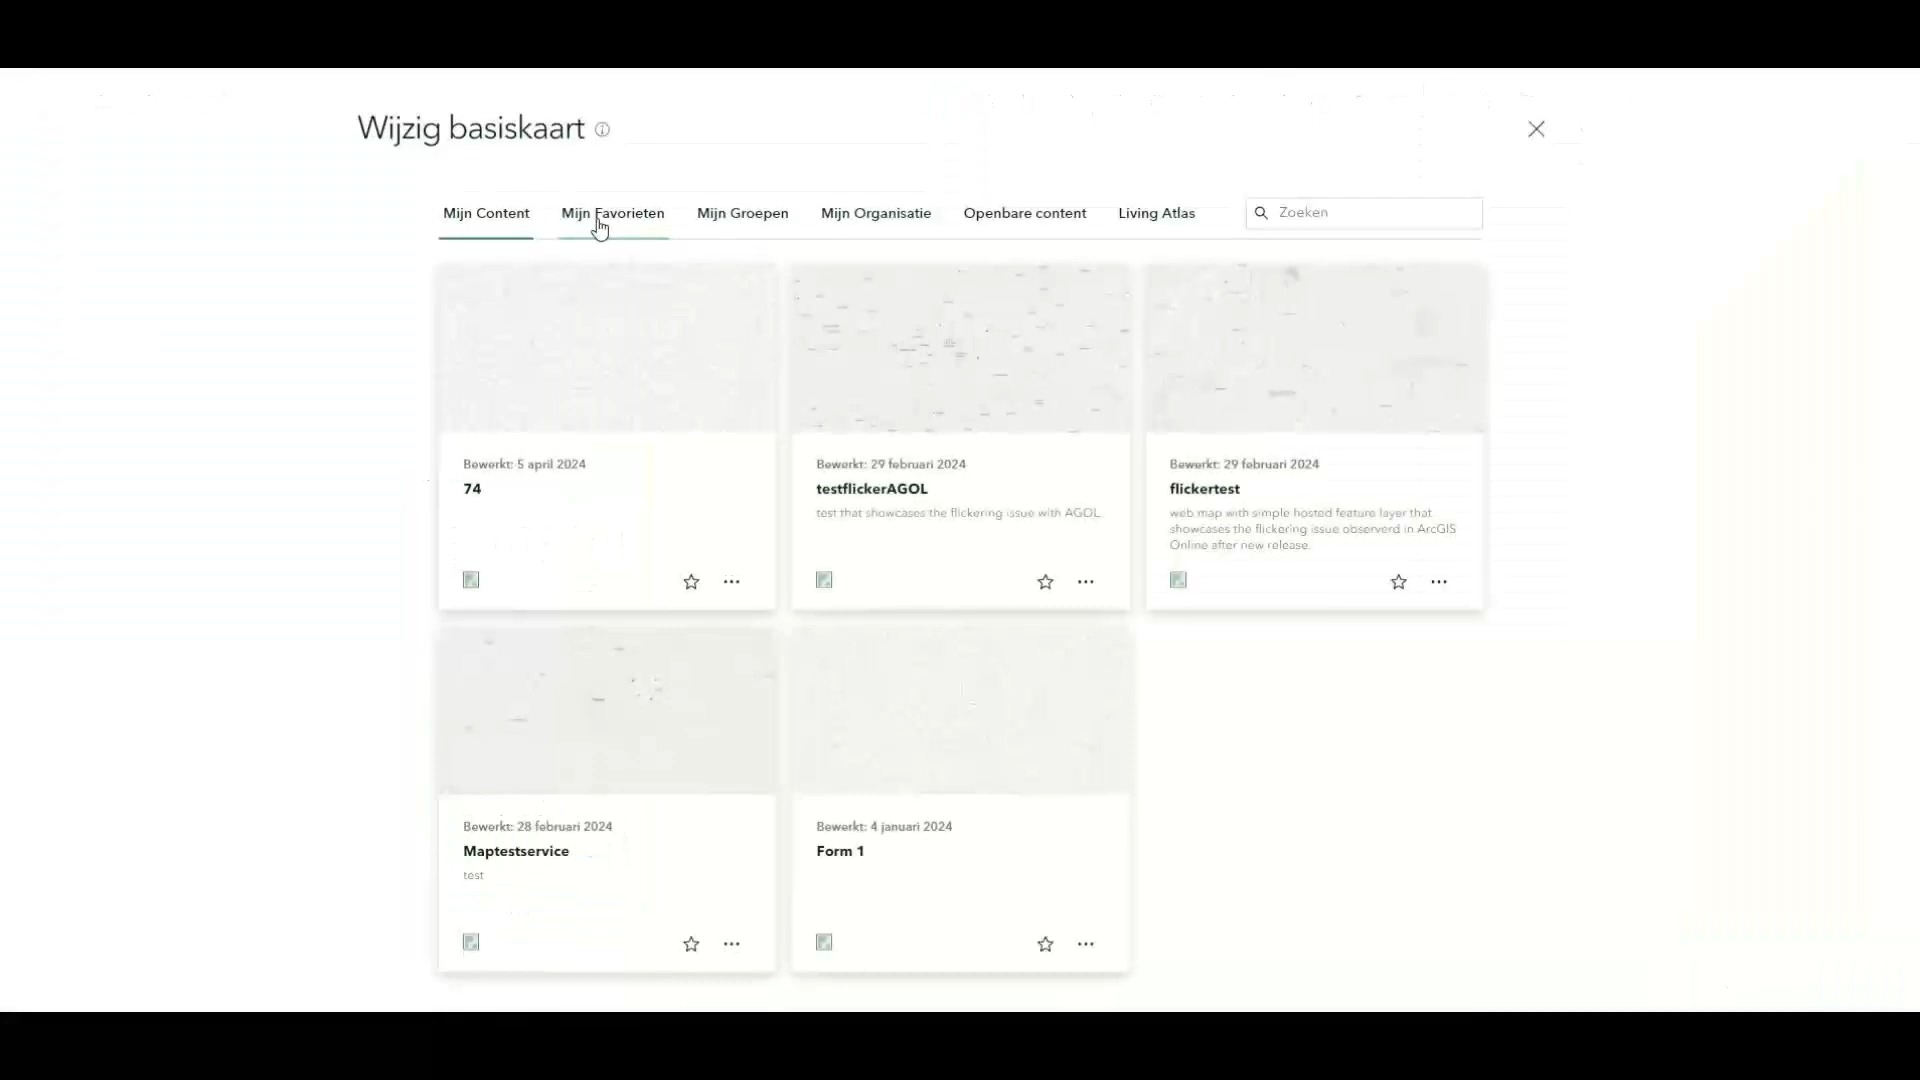 Wijzig basiskaart
Mijn Content
Mijn Favorieten
Mijn Groepen
Mijn Organisatie
Openbare content
Living Atlas
Zoeken
Bewerkt: 5 april 2024
74
Bewerkt: 29 februari 2024
testflickerAGOL
test that showcases the flickering issue with AGOL
Bewerkt: 29 februari 2024
flickertest
web map with simple hosted feature layer that
showcases the flickering issue observerd in ArcGIS
Online after new release.
Bewerkt: 28 februari 2024
Maptestservice
test
Bewerkt: 4 januari 2024
Form 1